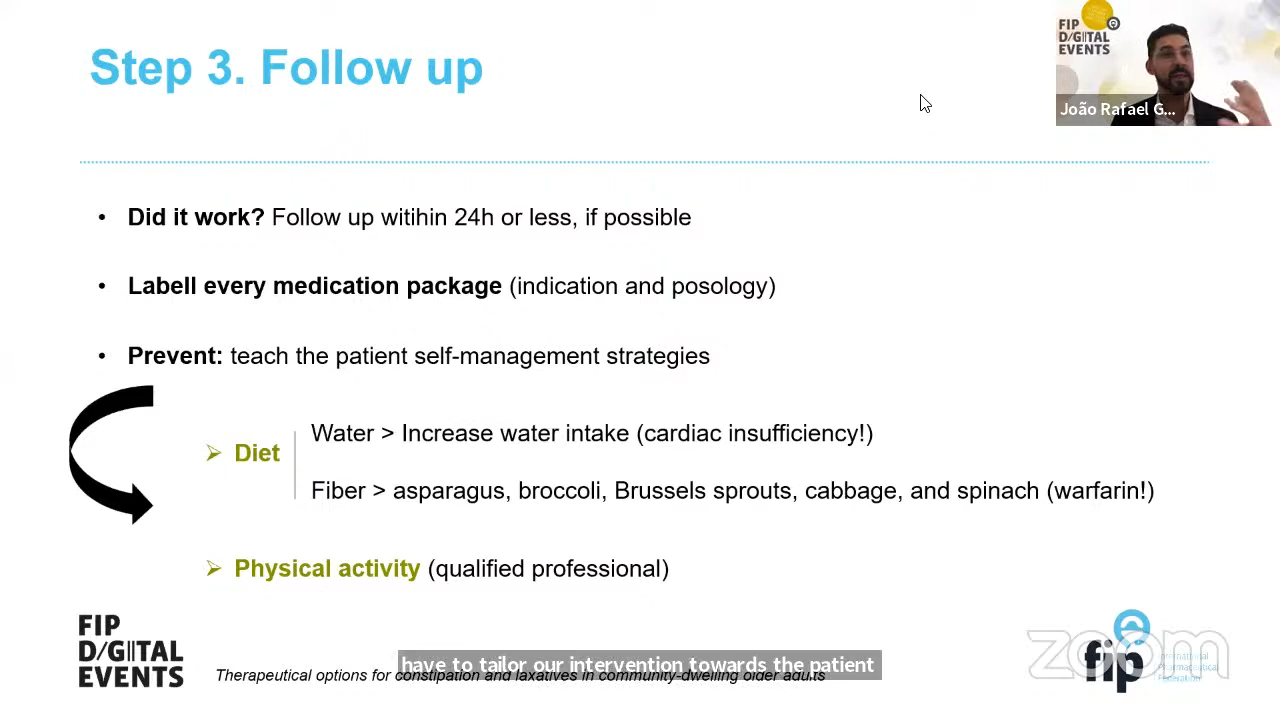 Step 3. Follow up
FIP
D/G/TAL
EVENTS
João Rafael G...
• Did it work? Follow up witihin 24h or less, if possible
• Labell every medication package (indication and posology)
• Prevent: teach the patient self-management strategies
➢ Diet
Water > Increase water intake (cardiac insufficiency!)
Fiber > asparagus, broccoli, Brussels sprouts, cabbage, and spinach (warfarin!)
➢ Physical activity (qualified professional)
FIP
D/G/TAL
EVENTS
have to tailor our intervention towards the patient
Therapeutical options for constipation and laxatives in community-dwelling older adults
zoom
fip
International
Pharmaceutical
Federation